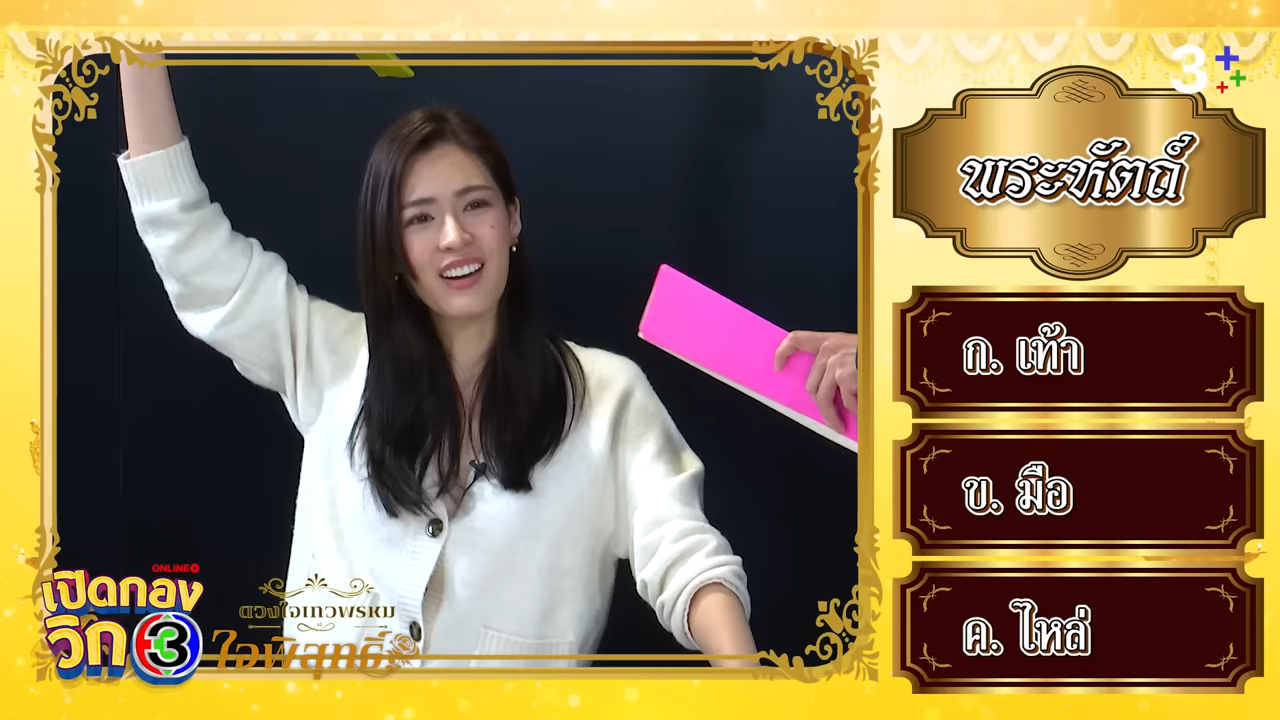 3
พระหัตถ์
ก. เท้า
ข. มือ
ค. ไหล่
ONLINE
เปิดกอง
วิก 3
ดวงใจเทวพรหม
ใจพิสุทธิ์